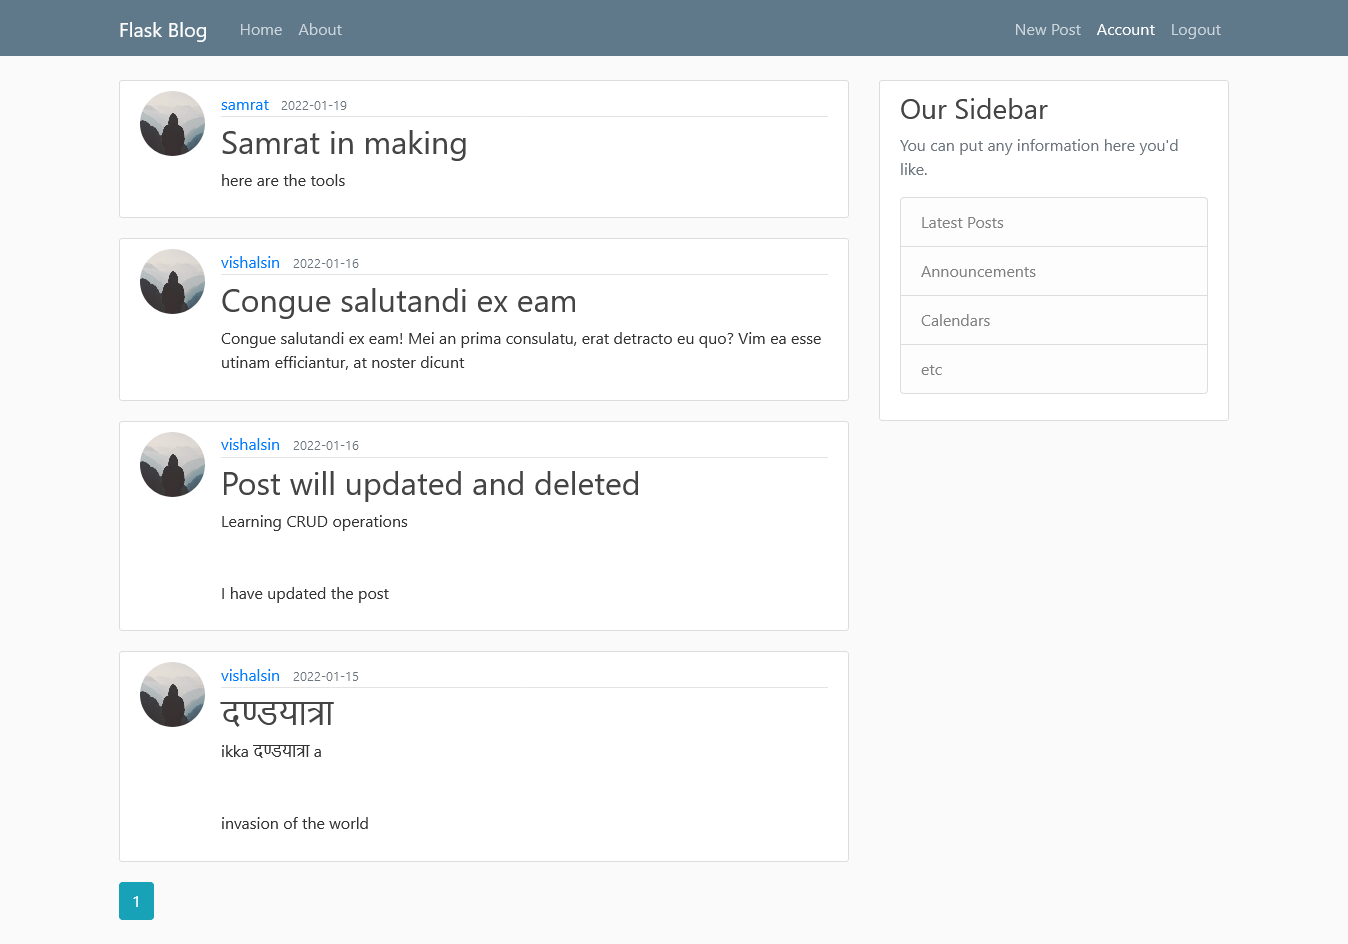 Flask Blog Home About New Post Account Logout
samrat 2022-01-19
Samrat in making
here are the tools
vishalsin 2022-01-16
Congue salutandi ex eam
Congue salutandi ex eam! Mei an prima consulatu, erat detracto eu quo? Vim ea esse
utinam efficiantur, at noster dicunt
vishalsin 2022-01-16
Post will updated and deleted
Learning CRUD operations
I have updated the post
vishalsin 2022-01-15
दण्डयात्रा
ikka दण्डयात्रा a
invasion of the world
1
Our Sidebar
You can put any information here you'd
like.
Latest Posts
Announcements
Calendars
etc